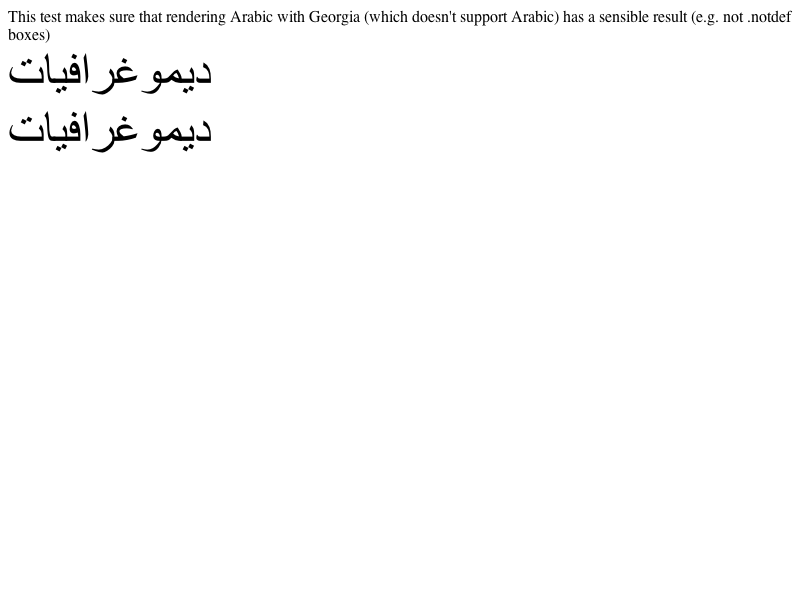 This test makes sure that rendering Arabic with Georgia (which doesn't support Arabic) has a sensible result (e.g. not .notdef
boxes)
ديموغرافيات
ديموغرافيات